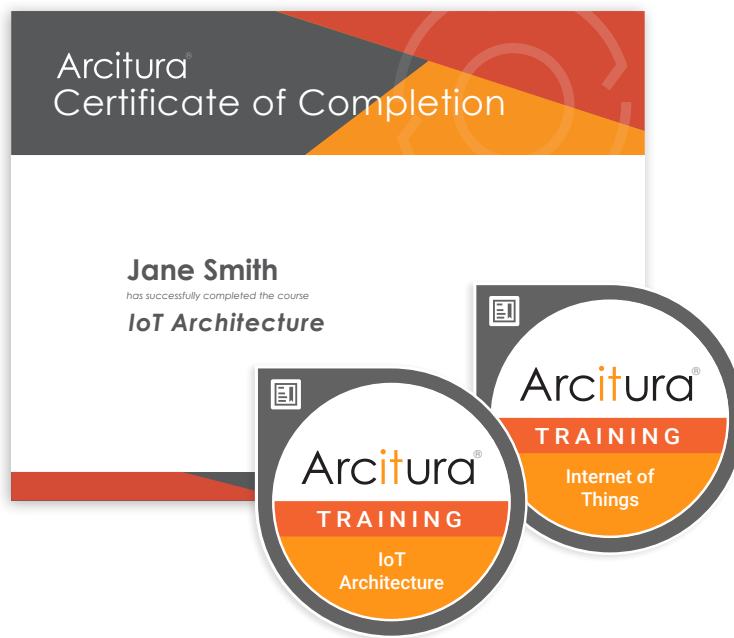 Arcitura®
Certificate of Completion
Jane Smith
has successfully completed the course
IoT Architecture
Arcitura®
TRAINING
Internet of
Things
Arcitura®
TRAINING
IoT
Architecture